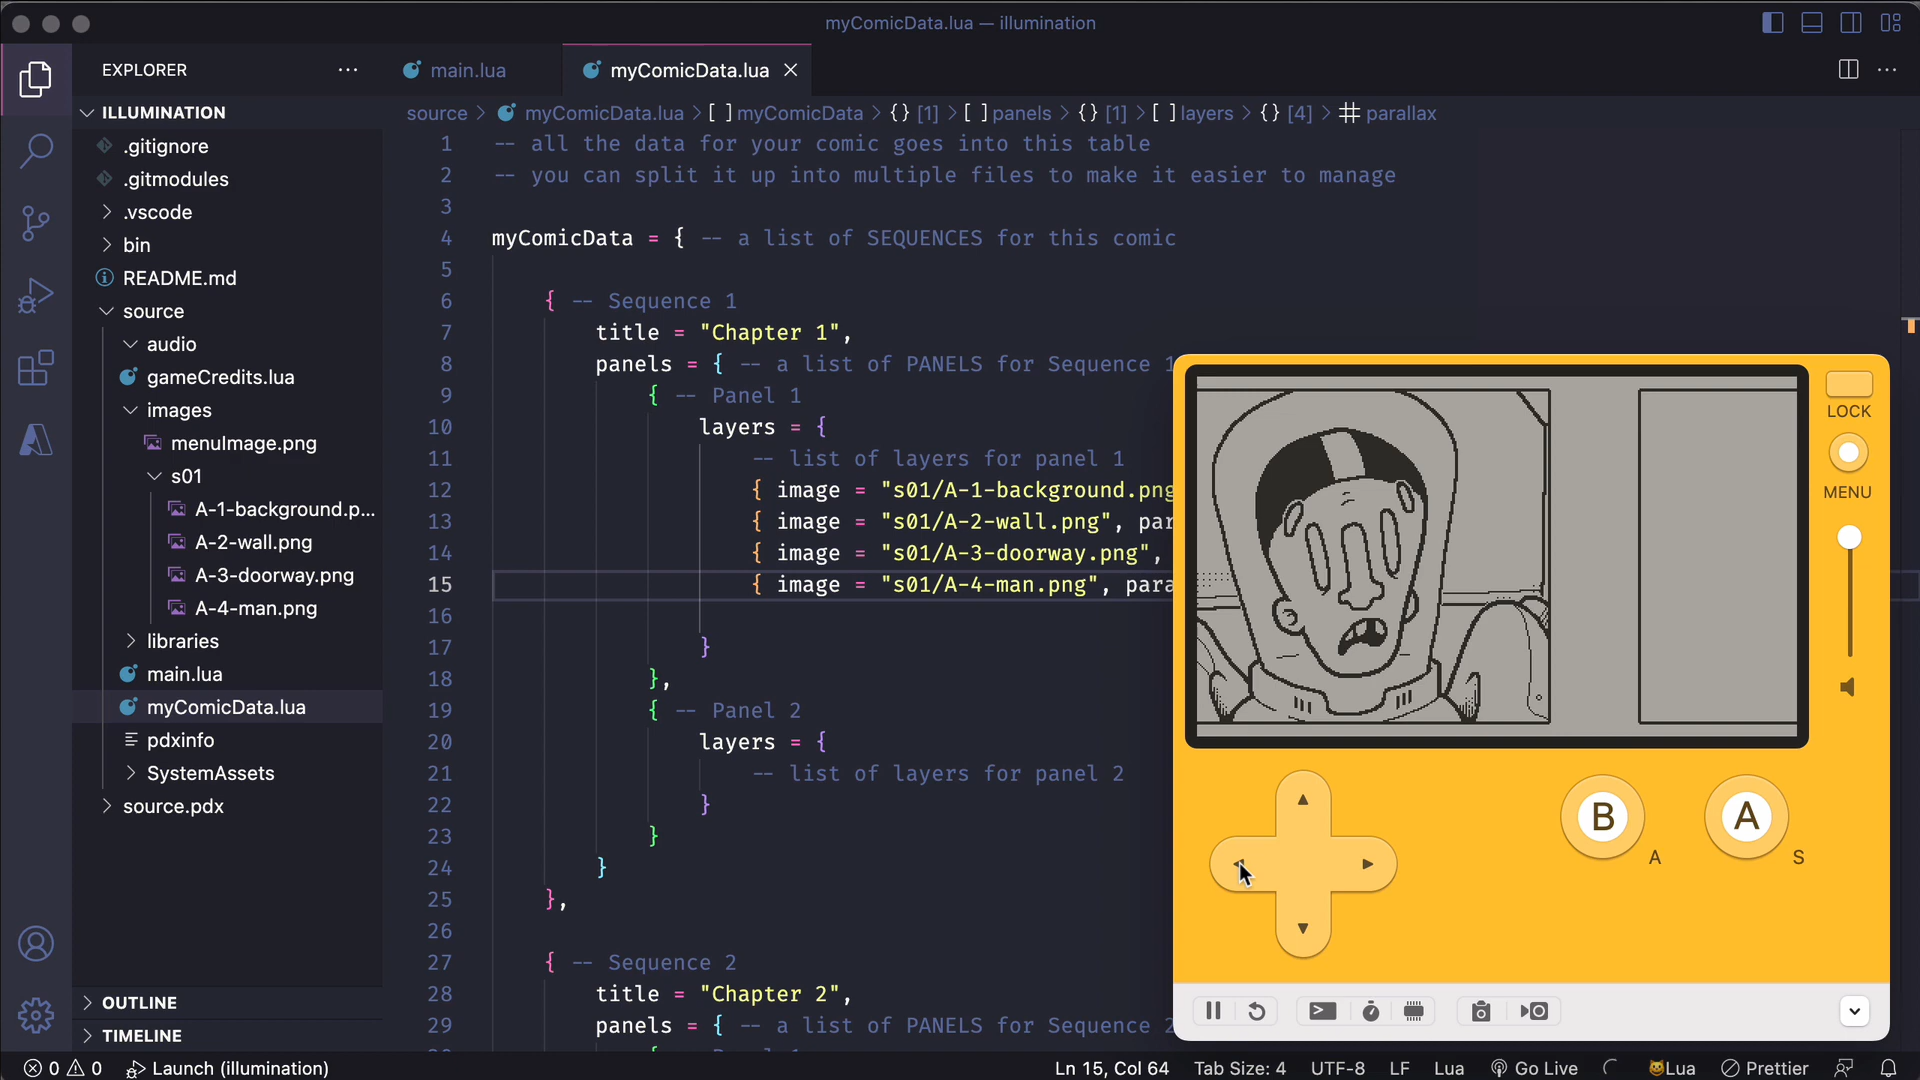 myComicData.lua — illumination
EXPLORER
main.lua
myComicData.lua
ILLUMINATION
source > myComicData.lua > [ ] myComicData > {} [1] > [ ] panels > {} [1] > [ ] layers > {} [4] > parallax
.gitignore
.gitmodules
.vscode
bin
README.md
source
audio
gameCredits.lua
images
menuImage.png
s01
A-1-background.p...
A-2-wall.png
A-3-doorway.png
A-4-man.png
libraries
main.lua
myComicData.lua
pdxinfo
SystemAssets
source.pdx
OUTLINE
TIMELINE
1 -- all the data for your comic goes into this table
2 -- you can split it up into multiple files to make it easier to manage
3
4 myComicData = { -- a list of SEQUENCES for this comic
5
6 { -- Sequence 1
7 title = "Chapter 1",
8 panels = { -- a list of PANELS for Sequence 1
9 { -- Panel 1
10 layers = {
11 -- list of layers for panel 1
12 { image = "s01/A-1-background.png
13 { image = "s01/A-2-wall.png", par
14 { image = "s01/A-3-doorway.png",
15 { image = "s01/A-4-man.png", para
16
17 }
18 },
19 { -- Panel 2
20 layers = {
21 -- list of layers for panel 2
22 }
23 }
24 }
25 },
26
27 { -- Sequence 2
28 title = "Chapter 2",
29 panels = { -- a list of PANELS for Sequence 2
LOCK
MENU
B
A
A
S
0 0
Launch (illumination)
Ln 15, Col 64
Tab Size: 4
UTF-8
LF
Lua
Go Live
Lua
Prettier